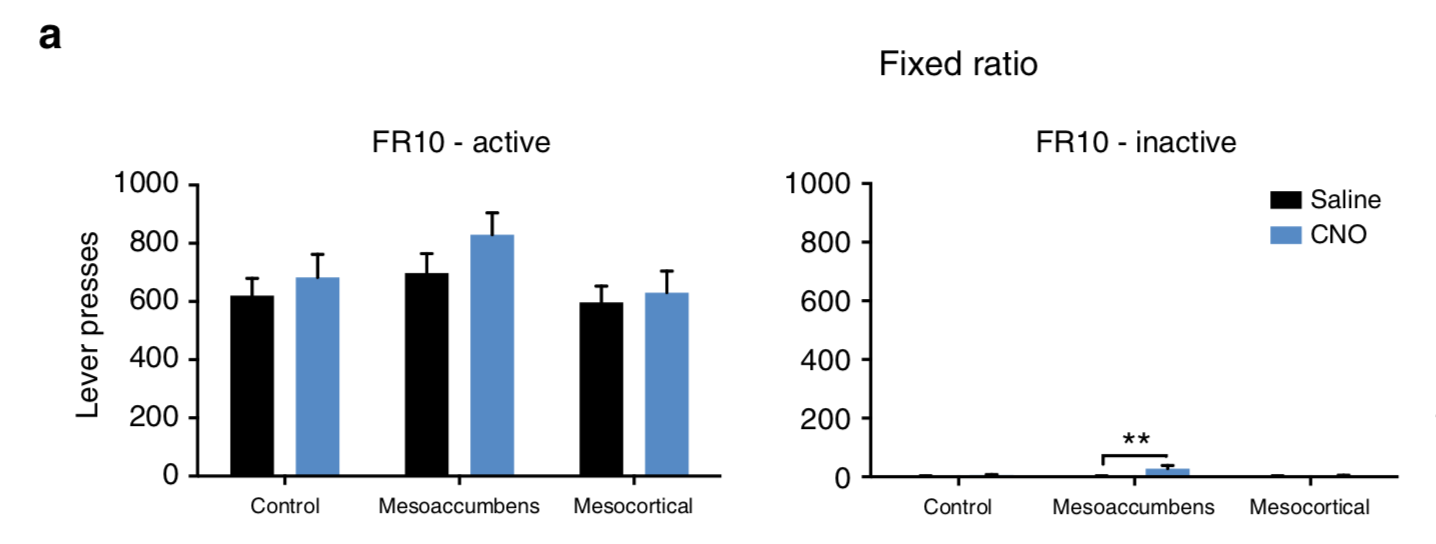 a
Fixed ratio
FR10 - active
Lever presses
1000
800
600
400
200
0
Control
Mesoaccumbens
Mesocortical
FR10 - inactive
1000
800
600
400
200
0
Saline
CNO
**
Control
Mesoaccumbens
Mesocortical